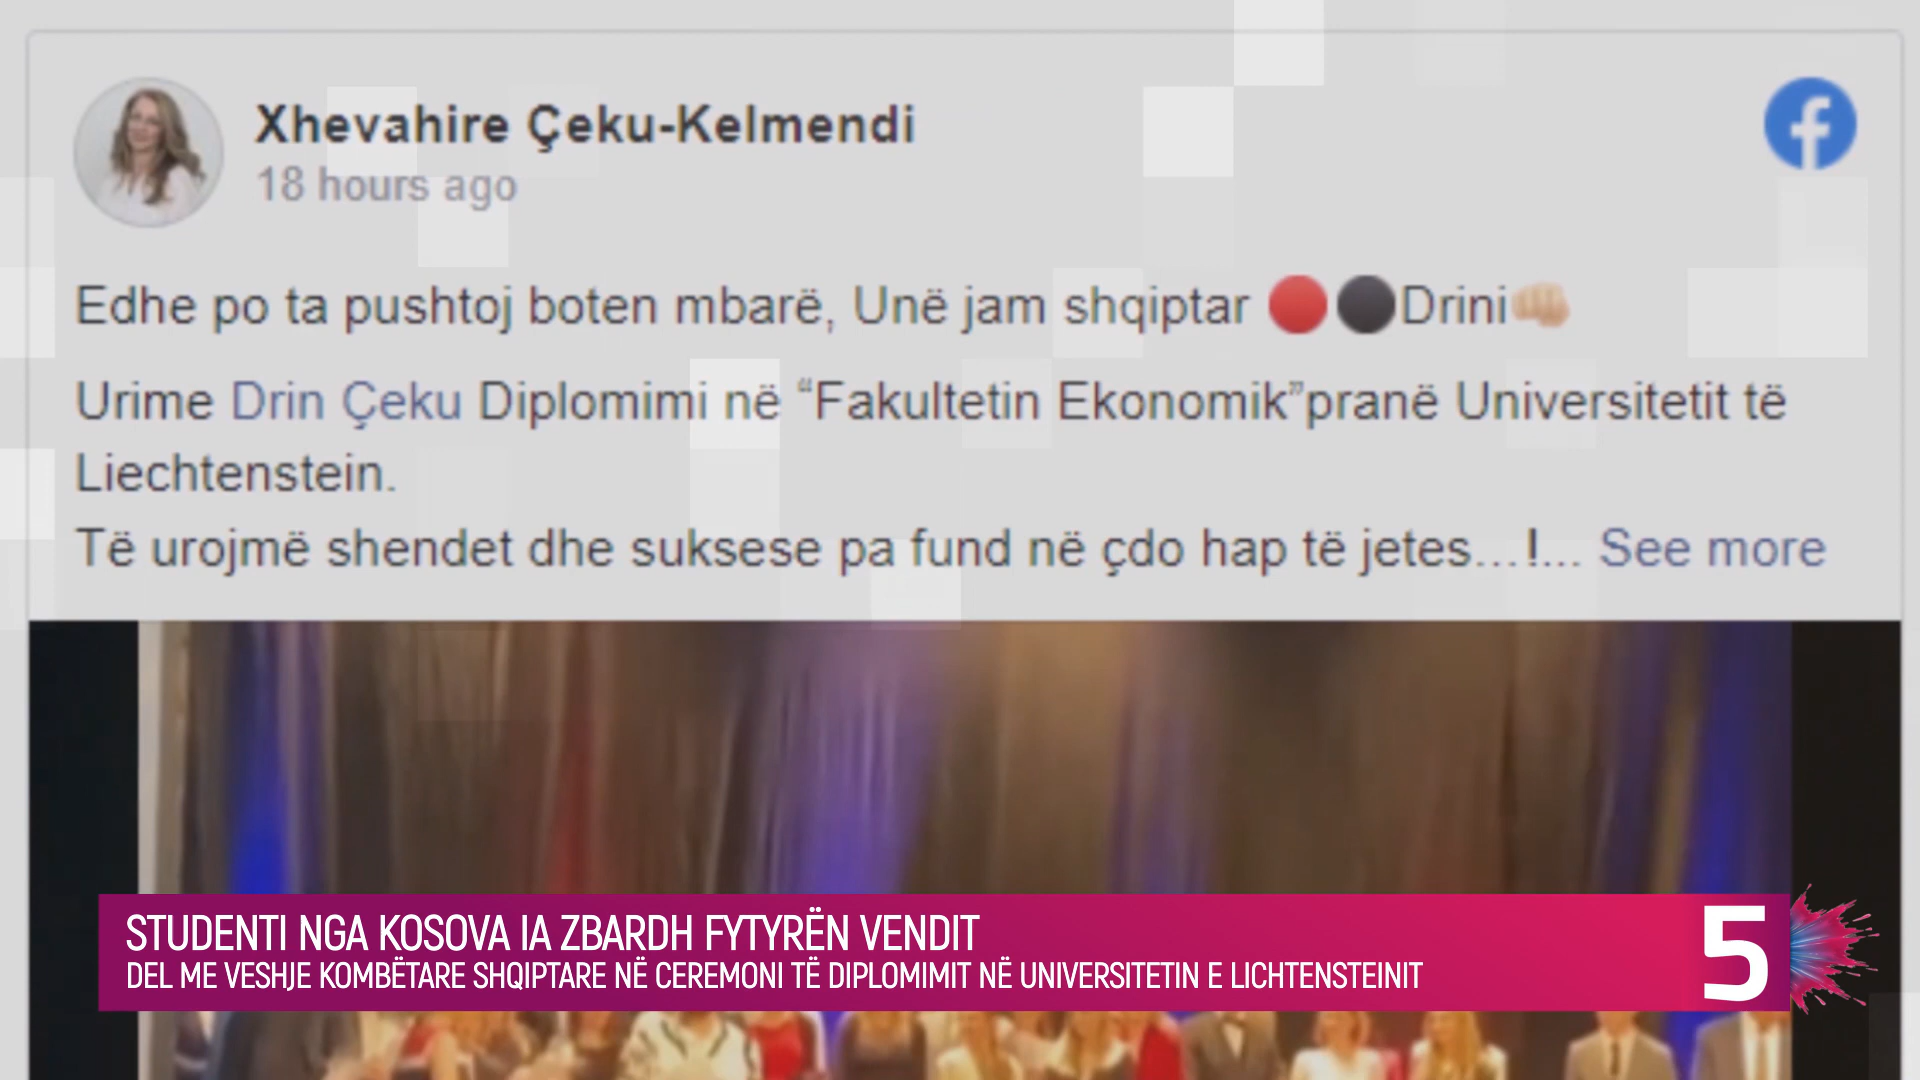 Xhevahire Çeku-Kelmendi
18 hours ago
Edhe po ta pushtoj boten mbarë, Unë jam shqiptar 🔴⚫Drini👊🏼
Urime Drin Çeku Diplomimi në “Fakultetin Ekonomik”pranë Universitetit të
Liechtenstein.
Të urojmë shendet dhe suksese pa fund në çdo hap të jetes...!... See more
STUDENTI NGA KOSOVA IA ZBARDH FYTYRËN VENDIT
DEL ME VESHJE KOMBËTARE SHQIPTARE NË CEREMONI TË DIPLOMIMIT NË UNIVERSITETIN E LICHTENSTEINIT
5